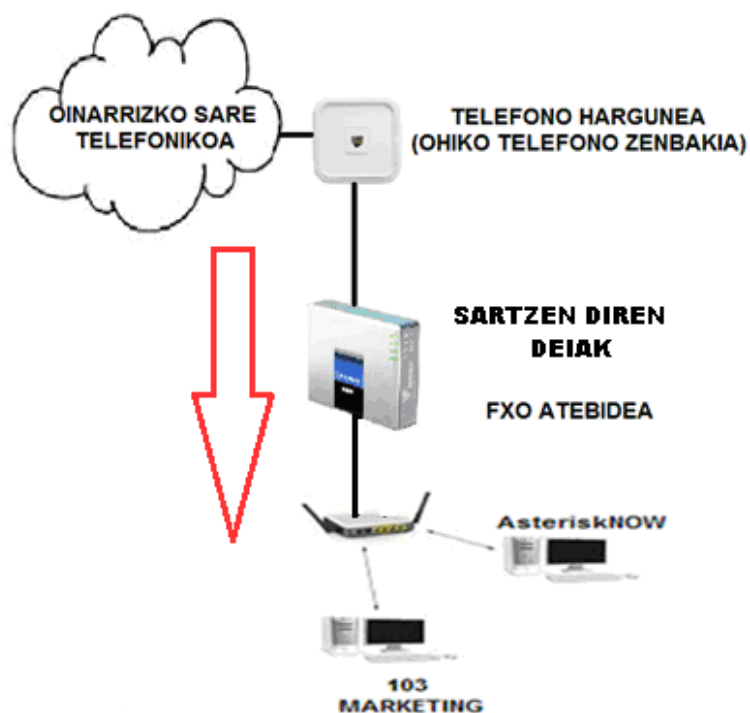 OINARRIZKO SARE
TELEFONIKOA
TELEFONO HARGUNEA
(OHIKO TELEFONO ZENBAKIA)
SARTZEN DIREN
DEIAK
FXO ATEBIDEA
AsteriskNOW
103
MARKETING